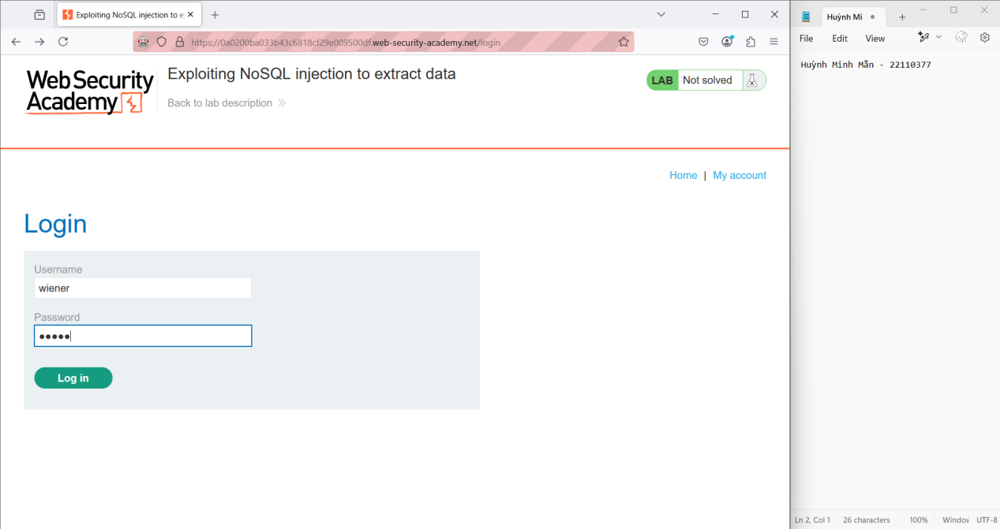 Exploiting NoSQL injection to e
https://0a0200ba033b43c6818cf29e009500df.web-security-academy.net/login
Web Security
Academy
Exploiting NoSQL injection to extract data
Back to lab description
LAB Not solved
Home | My account
Login
Username
wiener
Password
•••••
Log in
Huỳnh Mi
File Edit View
Huỳnh Minh Mẫn - 22110377
Ln 2, Col 1 26 characters 100% Window UTF-8